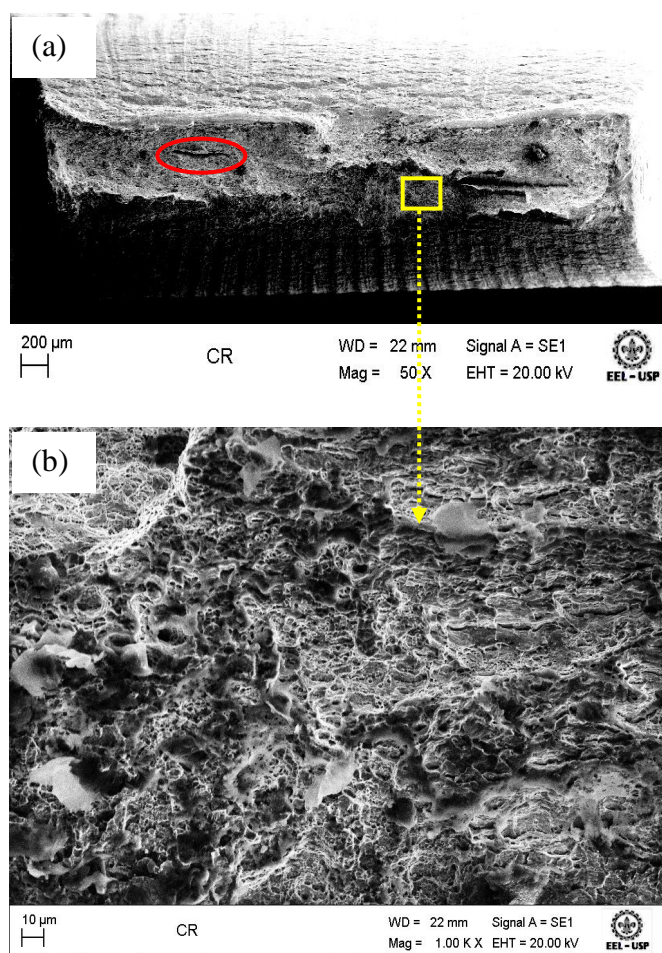 (a)
200 µm
CR
WD = 22 mm Signal A = SE1
Mag = 50 X EHT = 20.00 kV
EEL - USP
(b)
10 µm
CR
WD = 22 mm Signal A = SE1
Mag = 1.00 K X EHT = 20.00 kV
EEL - USP